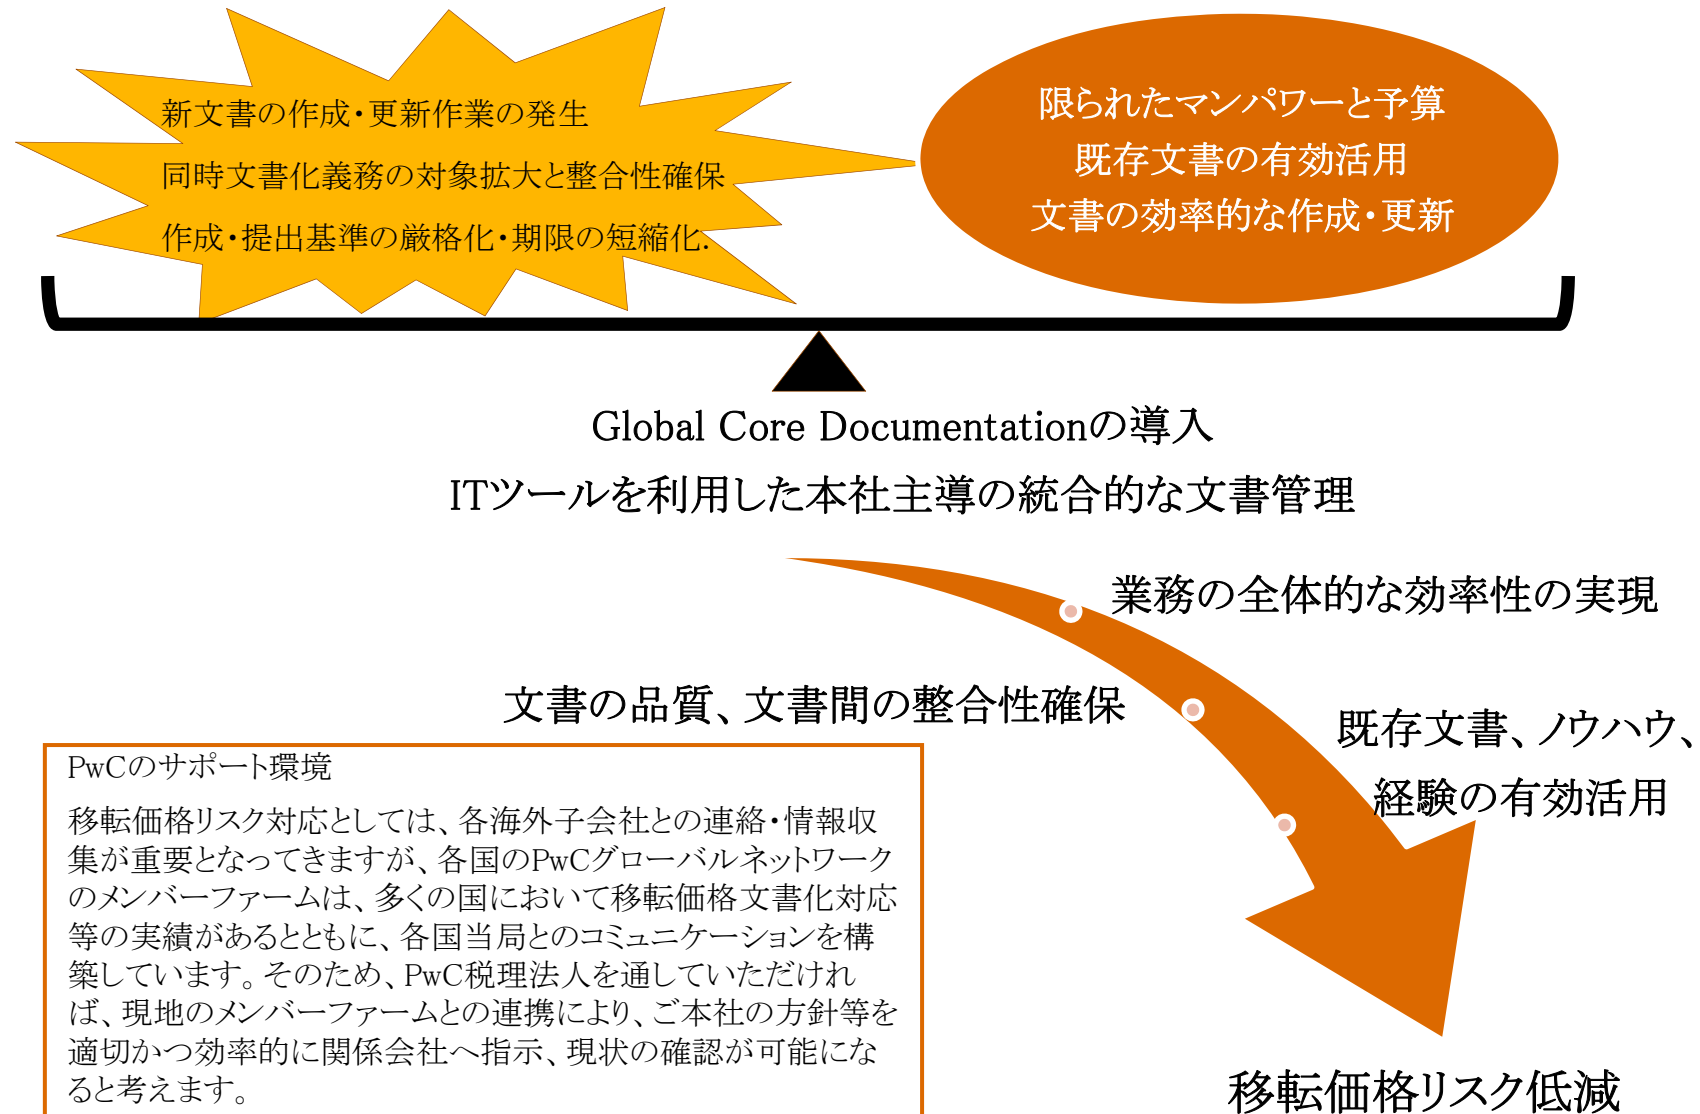 新文書の作成・更新作業の発生
同時文書化義務の対象拡大と整合性確保
作成・提出基準の厳格化・期限の短縮化.
限られたマンパワーと予算
既存文書の有効活用
文書の効率的な作成・更新
Global Core Documentationの導入
ITツールを利用した本社主導の統合的な文書管理
業務の全体的な効率性の実現
文書の品質、文書間の整合性確保
既存文書、ノウハウ、
経験の有効活用
PwCのサポート環境
移転価格リスク対応としては、各海外子会社との連絡・情報収
集が重要となってきますが、各国のPwCグローバルネットワーク
のメンバーファームは、多くの国において移転価格文書化対応
等の実績があるとともに、各国当局とのコミュニケーションを構
築しています。そのため、PwC税理法人を通していただけれ
ば、現地のメンバーファームとの連携により、ご本社の方針等を
適切かつ効率的に関係会社へ指示、現状の確認が可能にな
ると考えます。
移転価格リスク低減